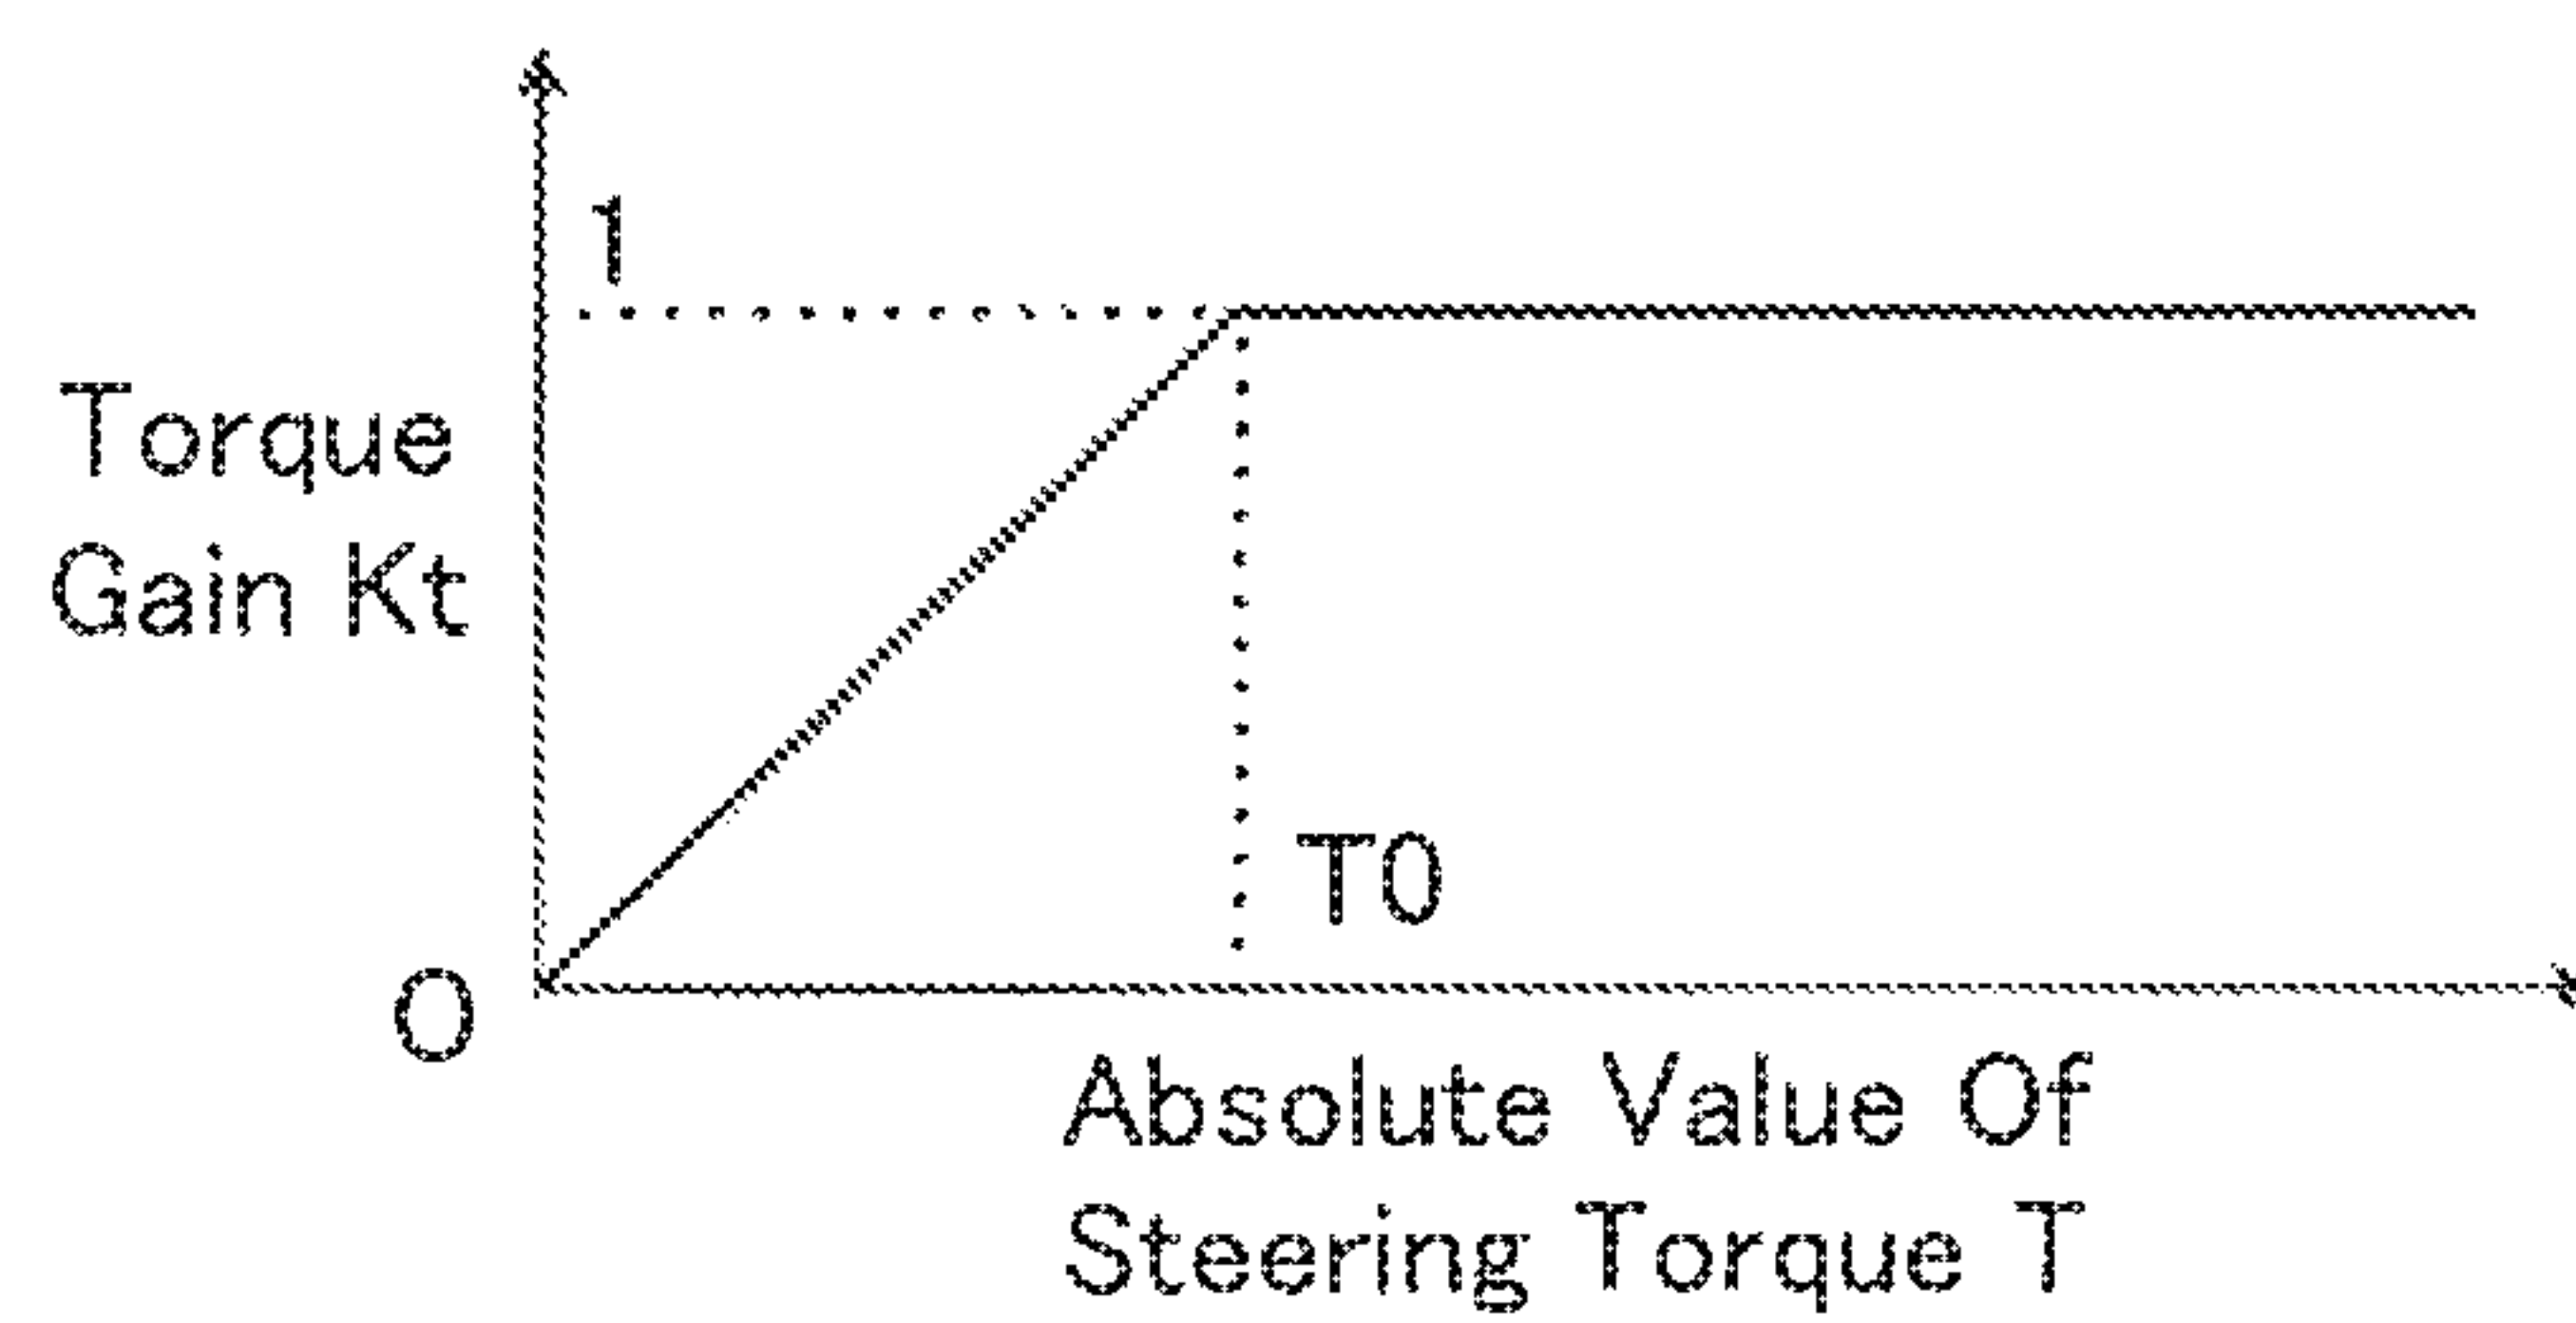 1
Torque
Gain Kt
T0
O
Absolute Value Of
Steering Torque T